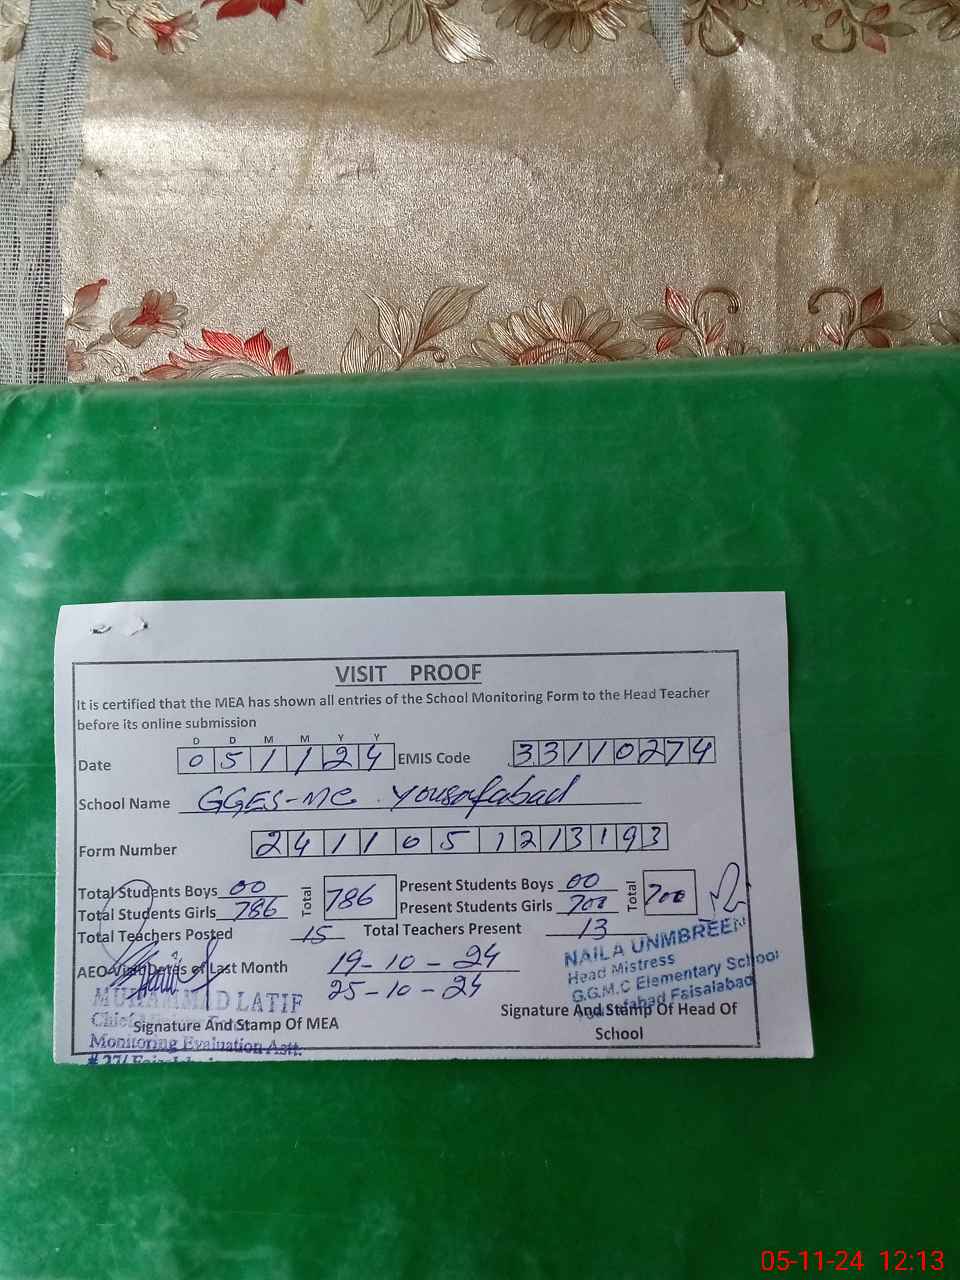 VISIT PROOF
It is certified that the MEA has shown all entries of the School Monitoring Form to the Head Teacher
before its online submission
D D M M Y Y
Date 0 5 1 1 2 4 EMIS Code 3 3 1 1 0 2 7 4
School Name GGES-MC Yousafabad
Form Number 2 4 1 1 0 5 1 2 1 3 1 9 3
Total Students Boys 00 Total 786 Present Students Boys 00 Total 700
Total Students Girls 786 Present Students Girls 700
Total Teachers Posted 15 Total Teachers Present 13
AEO Visit Dates of Last Month 19-10-24
25-10-24
NAILA UNMBREEN
Head Mistress
G.G.M.C Elementary School
Yousafabad Faisalabad
MUHAMMAD LATIF
Signature And Stamp Of MEA
Monitoring Evaluation Astt.
Signature And Stamp Of Head Of
School
05-11-24 12:13